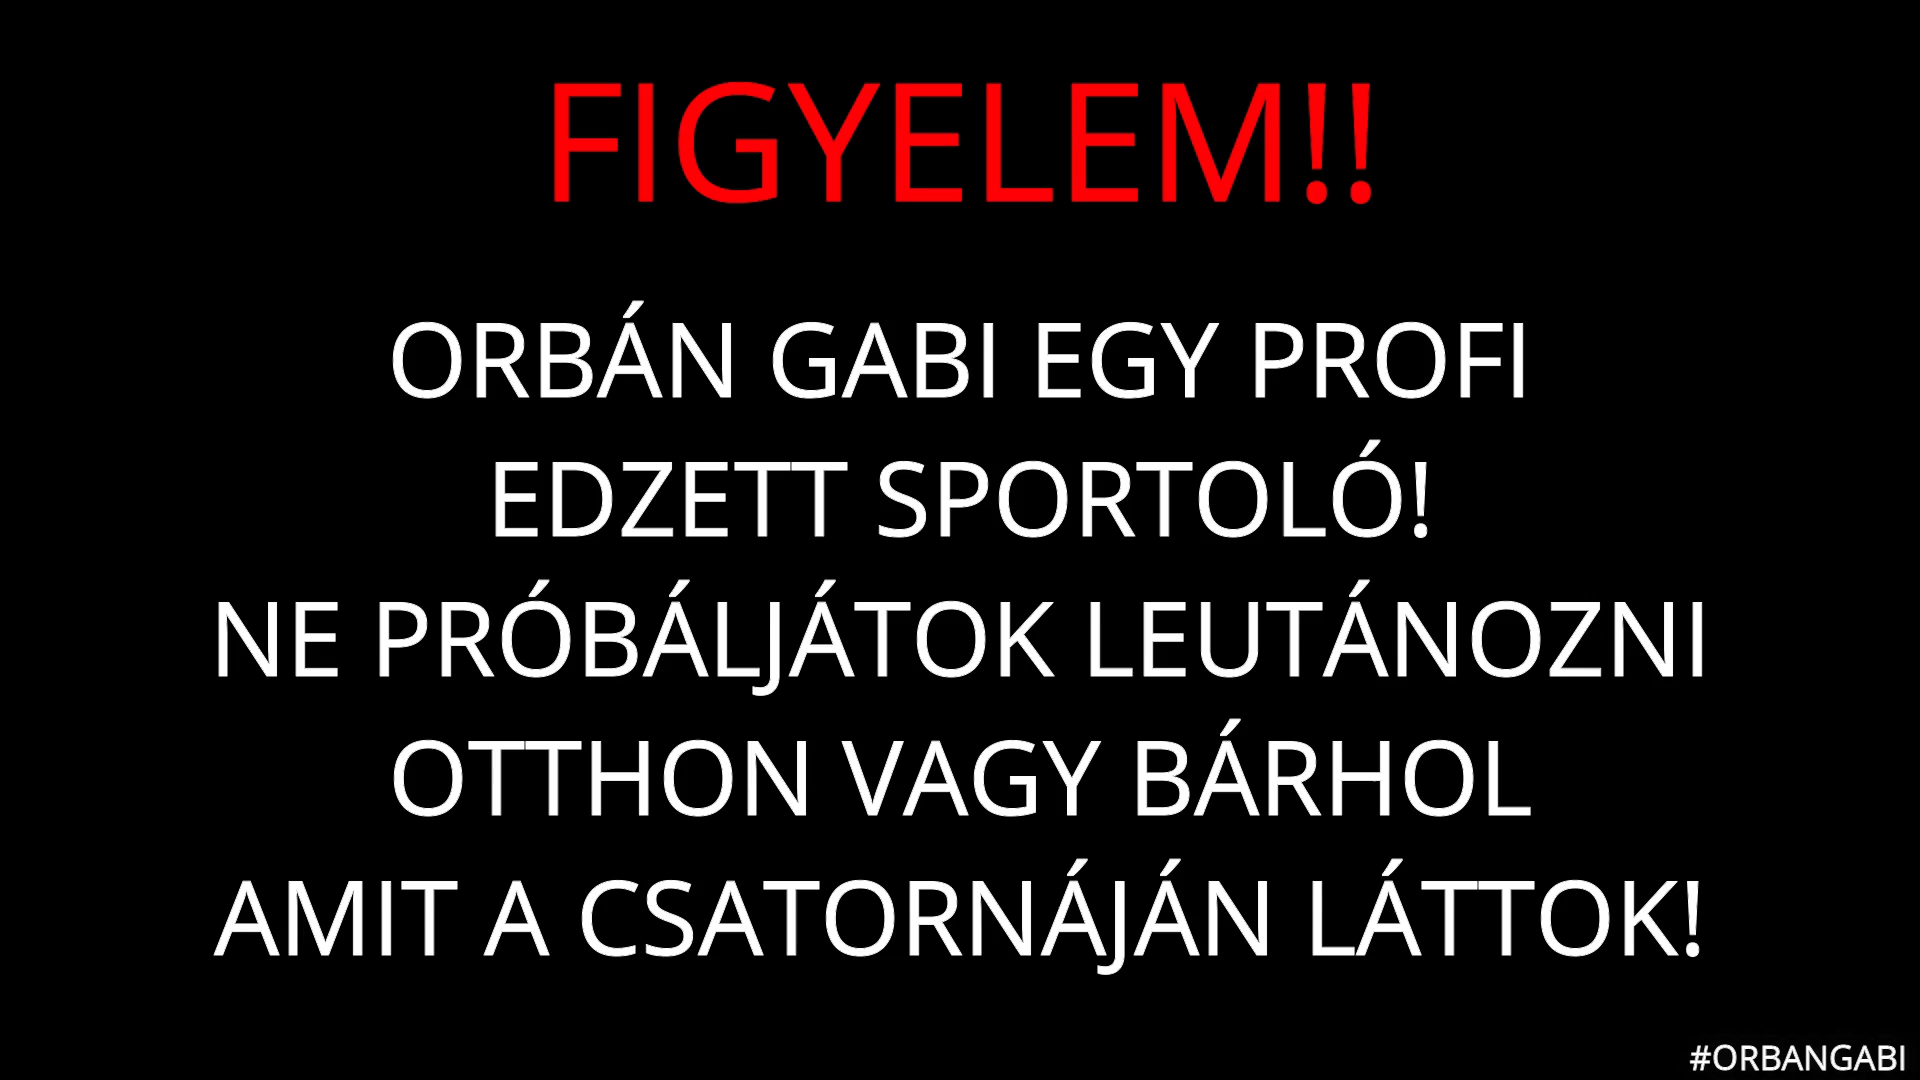 FIGYELEM!!
ORBÁN GABI EGY PROFI
EDZETT SPORTOLÓ!
NE PRÓBÁLJÁTOK LEUTÁNOZNI
OTTHON VAGY BÁRHOL
AMIT A CSATORNÁJÁN LÁTTOK!
#ORBANGABI